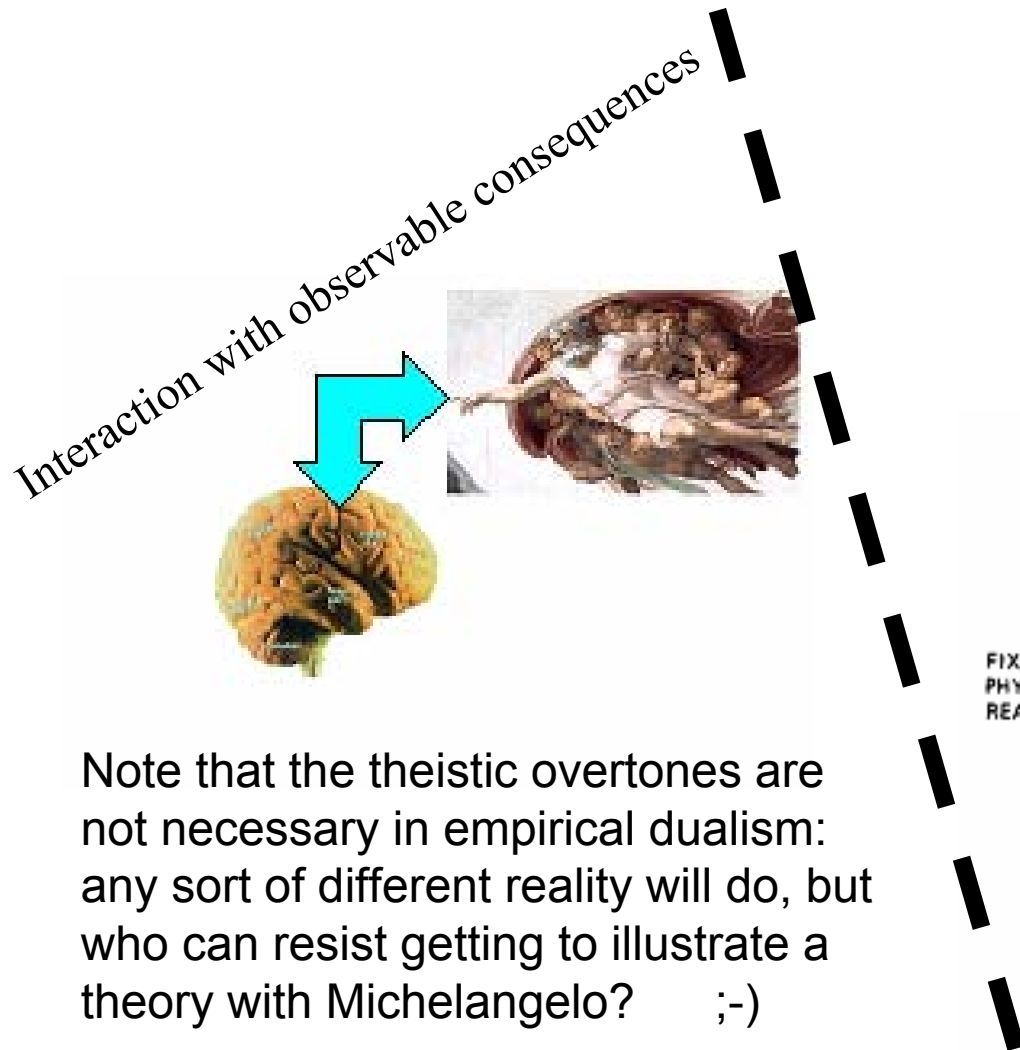 Interaction with observable consequences
Note that the theistic overtones are
not necessary in empirical dualism:
any sort of different reality will do, but
who can resist getting to illustrate a
theory with Michelangelo? ;-)